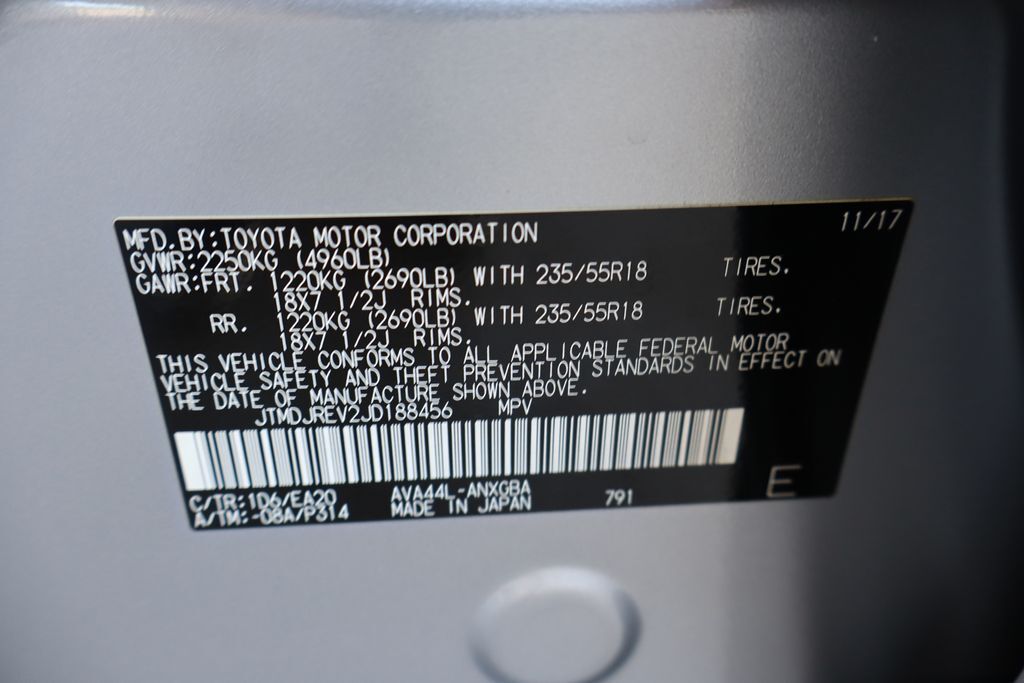 11/17
MFD.BY:TOYOTA MOTOR CORPORATION
GVWR:2250KG (4960LB)
GAWR:FRT. 1220KG (2690LB) WITH 235/55R18 TIRES.
18X7 1/2J RIMS.
RR. 1220KG (2690LB) WITH 235/55R18 TIRES.
18X7 1/2J RIMS.
THIS VEHICLE CONFORMS TO ALL APPLICABLE FEDERAL MOTOR
VEHICLE SAFETY AND THEFT PREVENTION STANDARDS IN EFFECT ON
THE DATE OF MANUFACTURE SHOWN ABOVE.
JTMDJREV2JD188456 MPV
C/TR:1D6/EA20 AVA44L-ANXGBA 791 E
A/TM:-08A/P314 MADE IN JAPAN